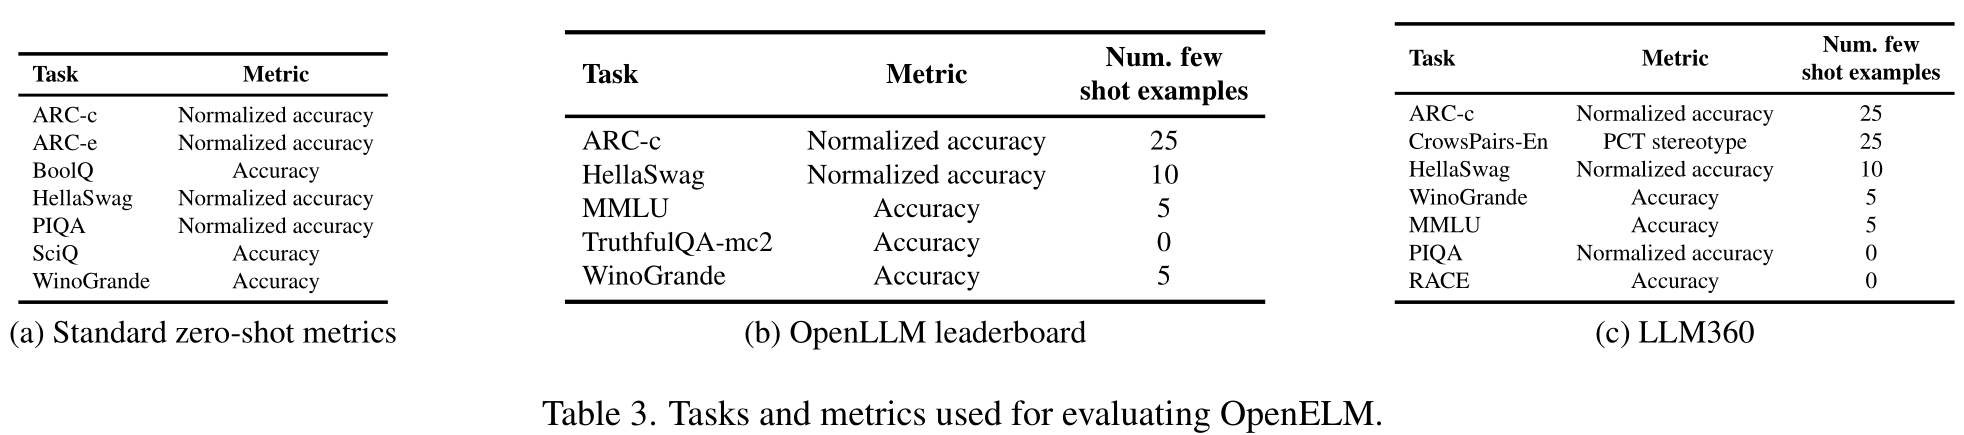 Task Metric
ARC-c Normalized accuracy
ARC-e Normalized accuracy
BoolQ Accuracy
HellaSwag Normalized accuracy
PIQA Normalized accuracy
SciQ Accuracy
WinoGrande Accuracy
(a) Standard zero-shot metrics
Task Metric Num. few
shot examples
ARC-c Normalized accuracy 25
HellaSwag Normalized accuracy 10
MMLU Accuracy 5
TruthfulQA-mc2 Accuracy 0
WinoGrande Accuracy 5
(b) OpenLLM leaderboard
Task Metric Num. few
shot examples
ARC-c Normalized accuracy 25
CrowsPairs-En PCT stereotype 25
HellaSwag Normalized accuracy 10
WinoGrande Accuracy 5
MMLU Accuracy 5
PIQA Normalized accuracy 0
RACE Accuracy 0
(c) LLM360
Table 3. Tasks and metrics used for evaluating OpenELM.